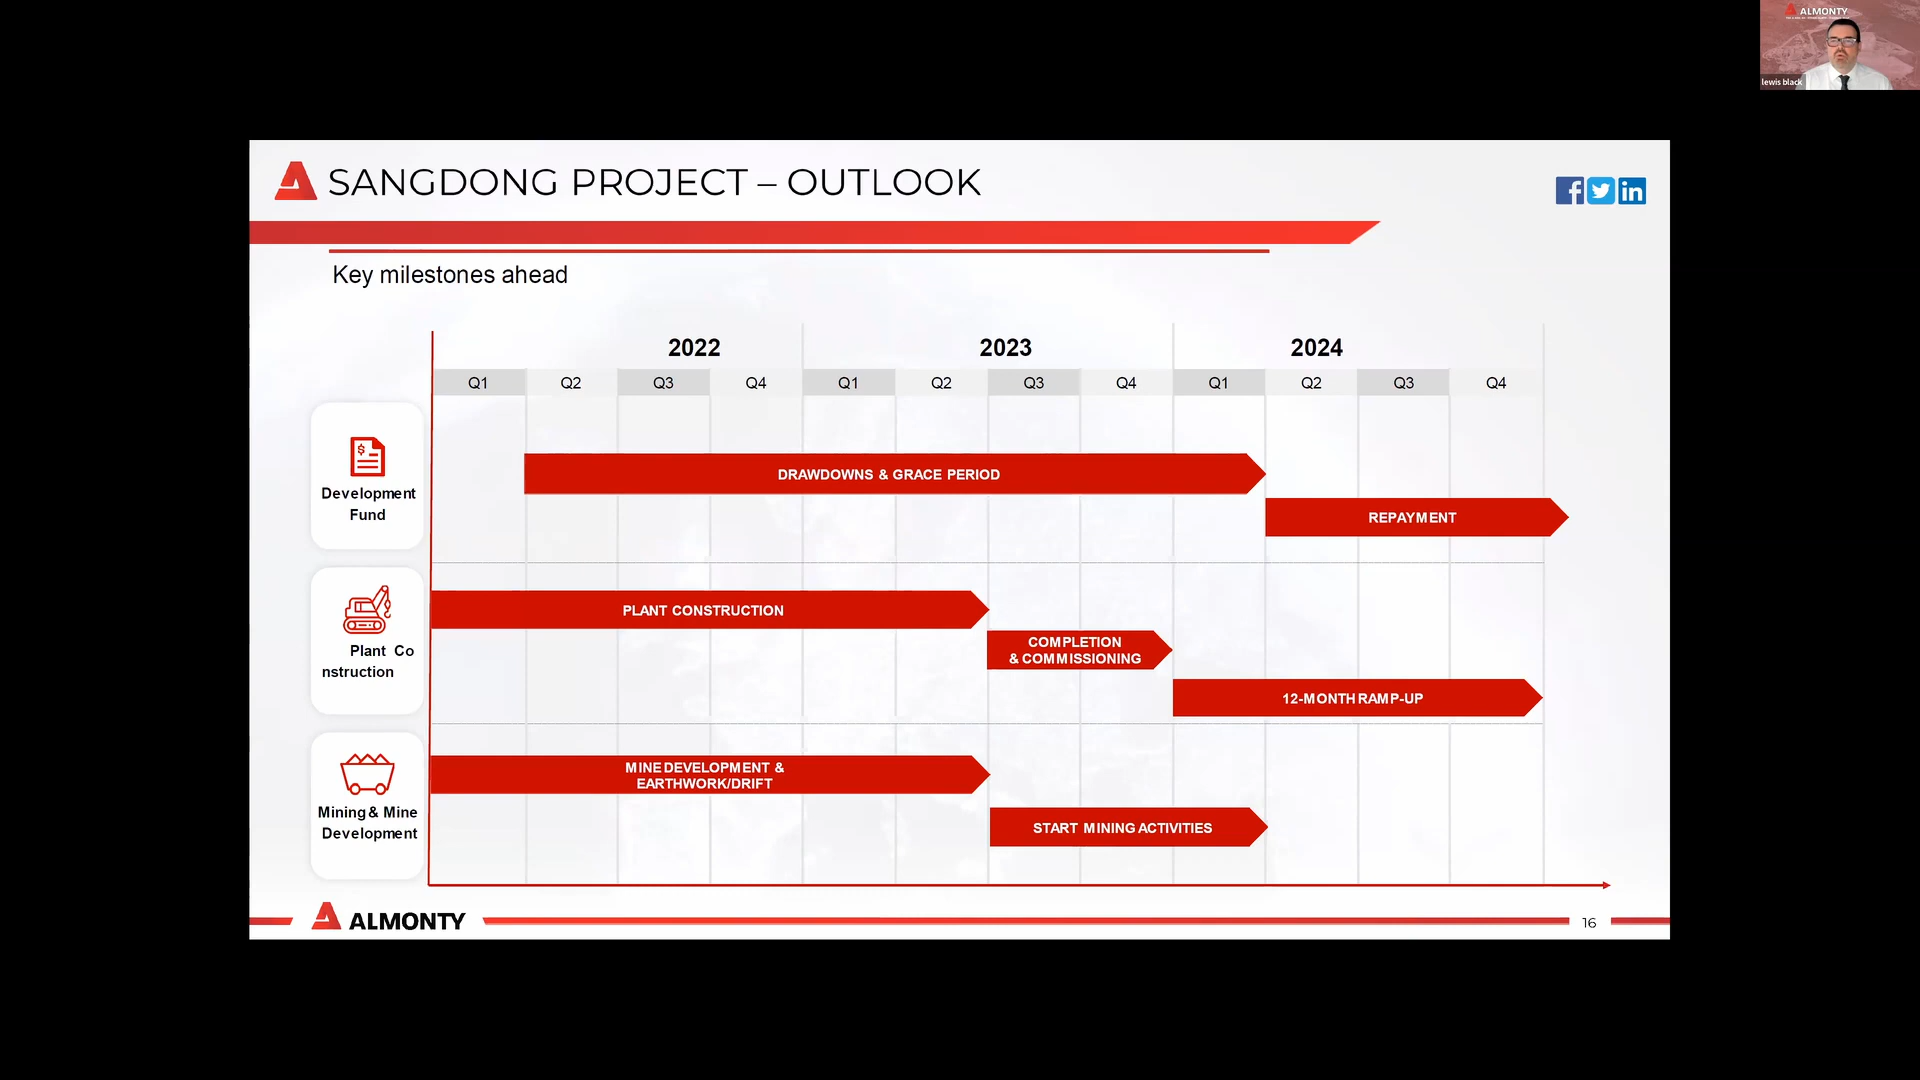 ALMONTY
lewis black
SANGDONG PROJECT – OUTLOOK
Key milestones ahead
2022 2023 2024
Q1 Q2 Q3 Q4 Q1 Q2 Q3 Q4 Q1 Q2 Q3 Q4
Development
Fund
DRAWDOWNS & GRACE PERIOD
REPAYMENT
Plant Co
nstruction
PLANT CONSTRUCTION
COMPLETION
& COMMISSIONING
12-MONTH RAMP-UP
Mining & Mine
Development
MINE DEVELOPMENT &
EARTHWORK/DRIFT
START MINING ACTIVITIES
ALMONTY
16